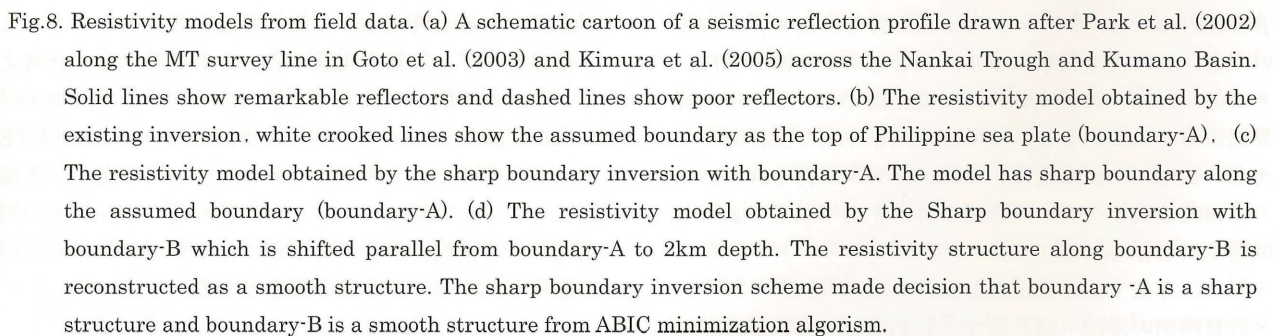 Fig.8. Resistivity models from field data. (a) A schematic cartoon of a seismic reflection profile drawn after Park et al. (2002)
along the MT survey line in Goto et al. (2003) and Kimura et al. (2005) across the Nankai Trough and Kumano Basin.
Solid lines show remarkable reflectors and dashed lines show poor reflectors. (b) The resistivity model obtained by the
existing inversion, white crooked lines show the assumed boundary as the top of Philippine sea plate (boundary-A), (c)
The resistivity model obtained by the sharp boundary inversion with boundary-A. The model has sharp boundary along
the assumed boundary (boundary-A). (d) The resistivity model obtained by the Sharp boundary inversion with
boundary-B which is shifted parallel from boundary-A to 2km depth. The resistivity structure along boundary-B is
reconstructed as a smooth structure. The sharp boundary inversion scheme made decision that boundary -A is a sharp
structure and boundary-B is a smooth structure from ABIC minimization algorism.